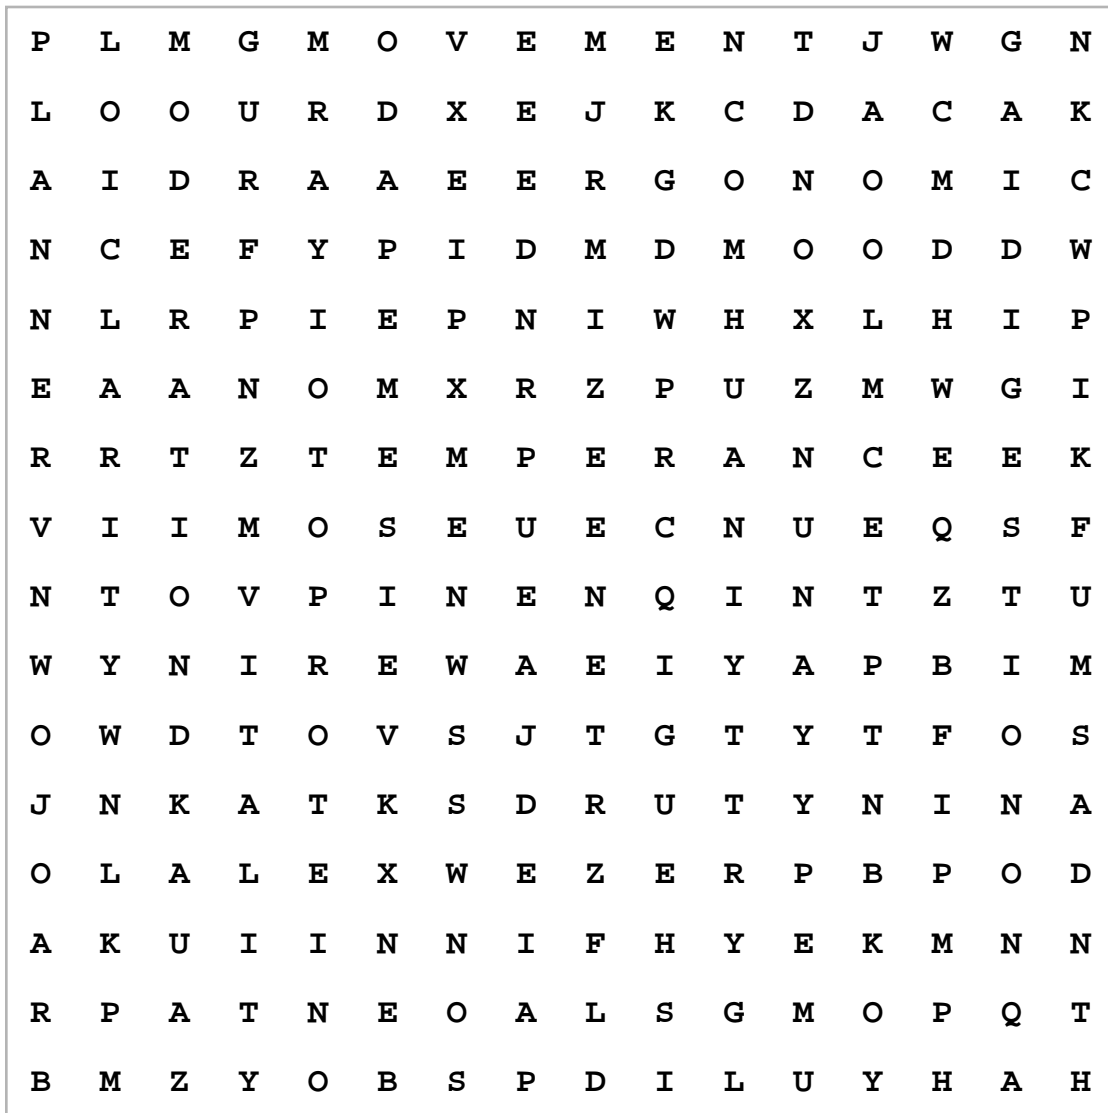 P L M G M O V E M E N T J W G N
L O O U R D X E J K C D A C A K
A I D R A A E E R G O N O M I C
N C E F Y P I D M D M O O D D W
N L R P I E P N I W H X L H I P
E A A N O M X R Z P U Z M W G I
R R T Z T E M P E R A N C E E K
V I I M O S E U E C N U E Q S F
N T O V P I N E N Q I N T Z T U
W Y N I R E W A E I Y A P B I M
O W D T O V S J T G T Y T F O S
J N K A T K S D R U T Y N I N A
O L A L E X W E Z E R P B P O D
A K U I I N N I F H Y E K M N N
R P A T N E O A L S G M O P Q T
B M Z Y O B S P D I L U Y H A H